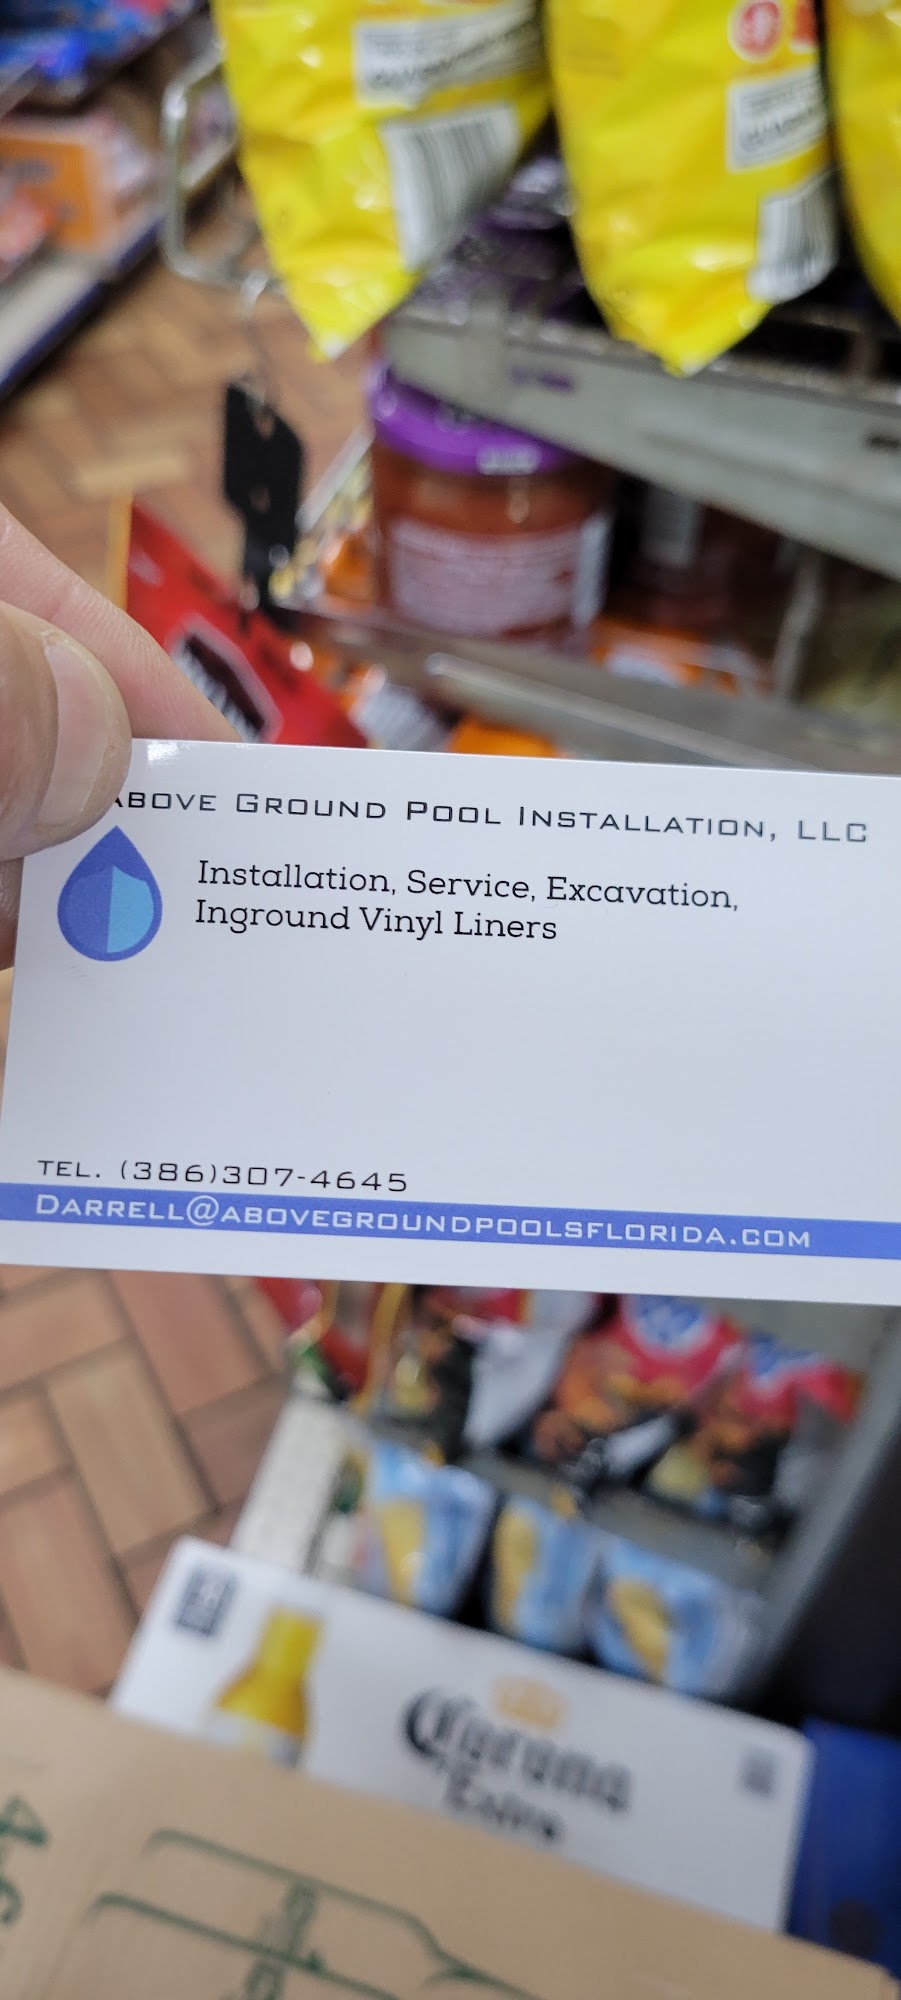 ABOVE GROUND POOL INSTALLATION, LLC
Installation, Service, Excavation,
Inground Vinyl Liners
TEL. (386)307-4645
DARRELL@ABOVEGROUNDPOOLSFLORIDA.COM
Corona
Extra